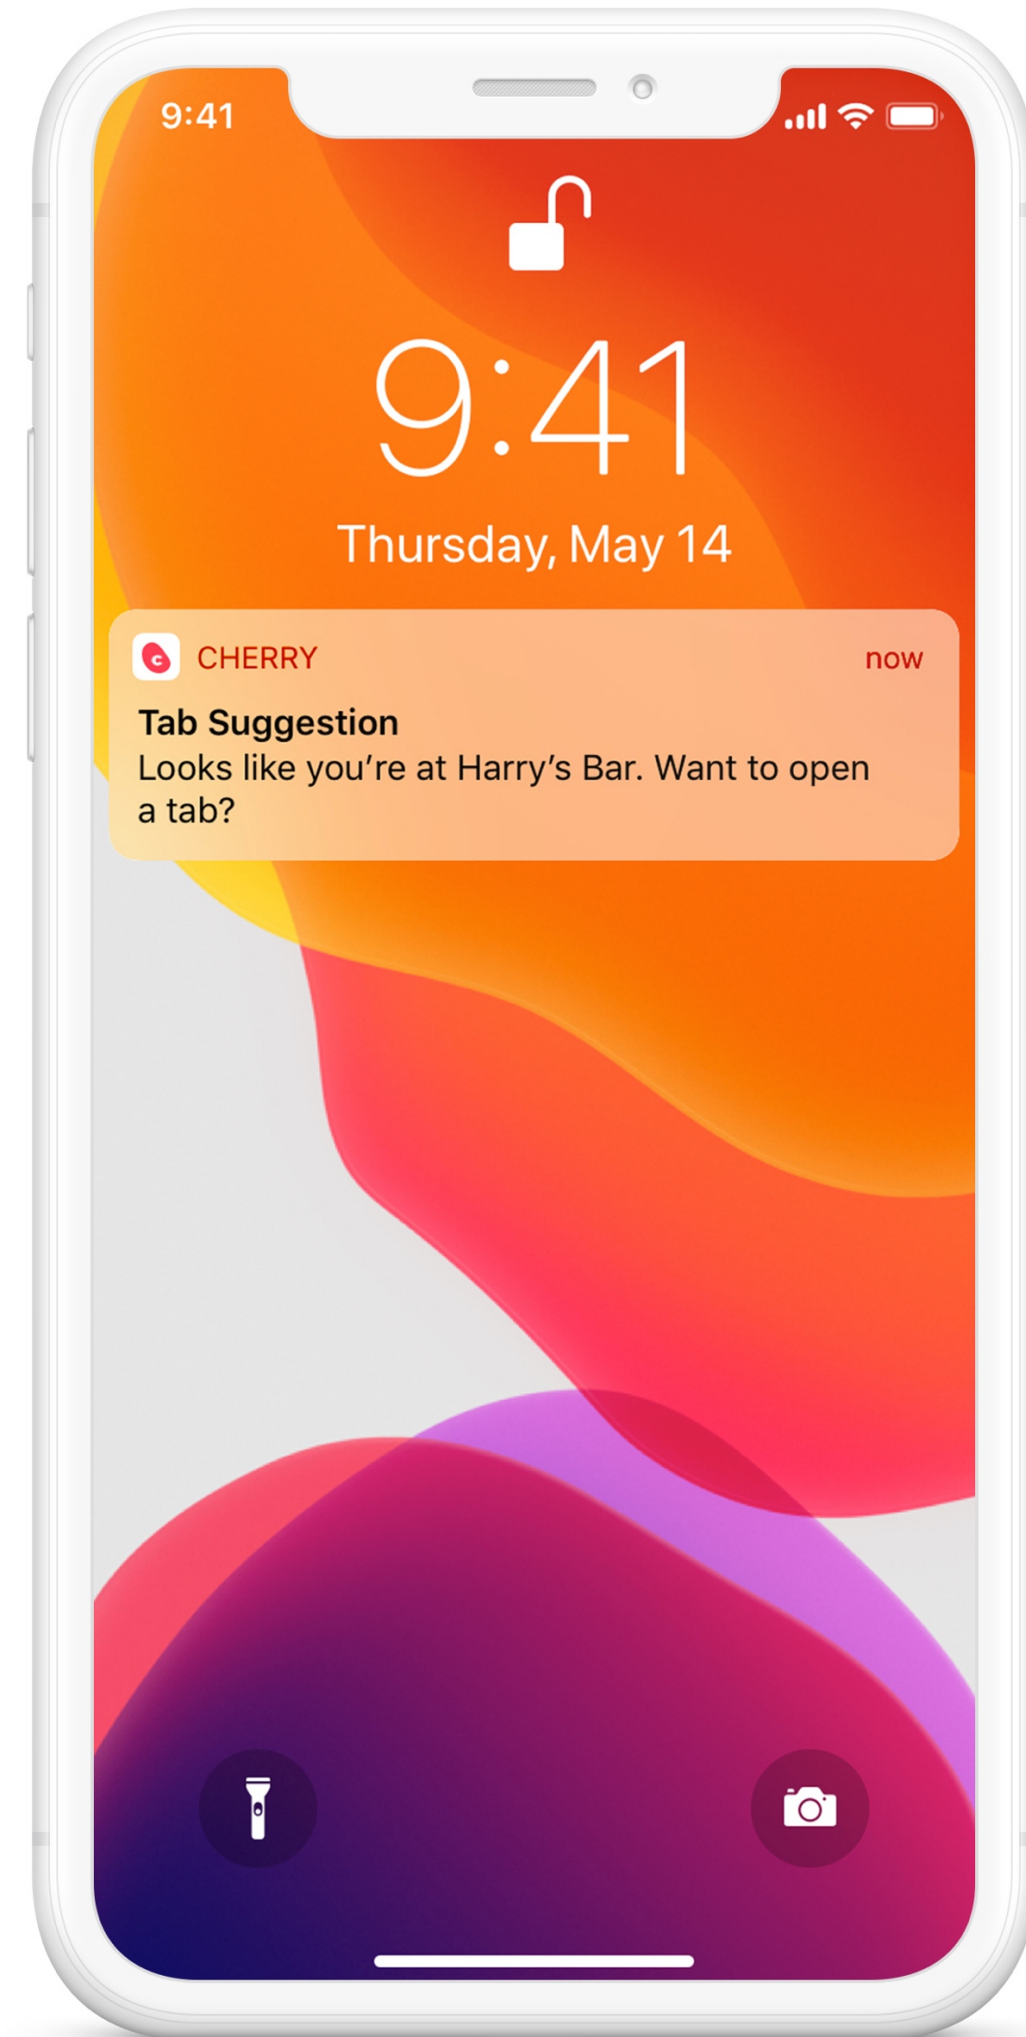 9:41
9:41
Thursday, May 14
c CHERRY now
Tab Suggestion
Looks like you’re at Harry’s Bar. Want to open
a tab?